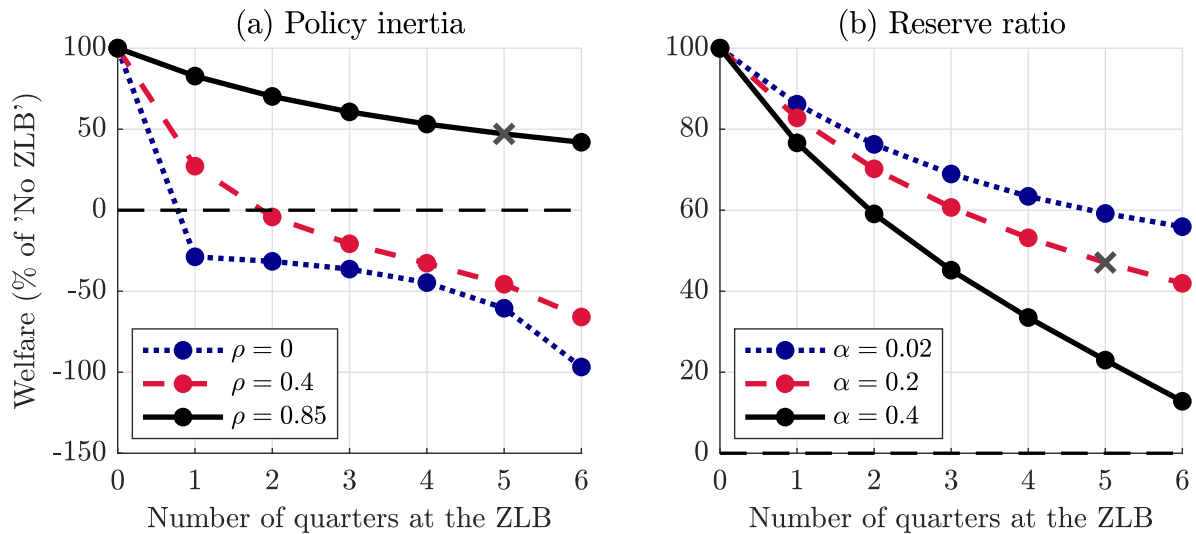 (a) Policy inertia
Welfare (% of 'No ZLB')
100
50
0
-50
-100
-150
ρ = 0
ρ = 0.4
ρ = 0.85
0 1 2 3 4 5 6
Number of quarters at the ZLB
(b) Reserve ratio
100
80
60
40
20
0
α = 0.02
α = 0.2
α = 0.4
0 1 2 3 4 5 6
Number of quarters at the ZLB